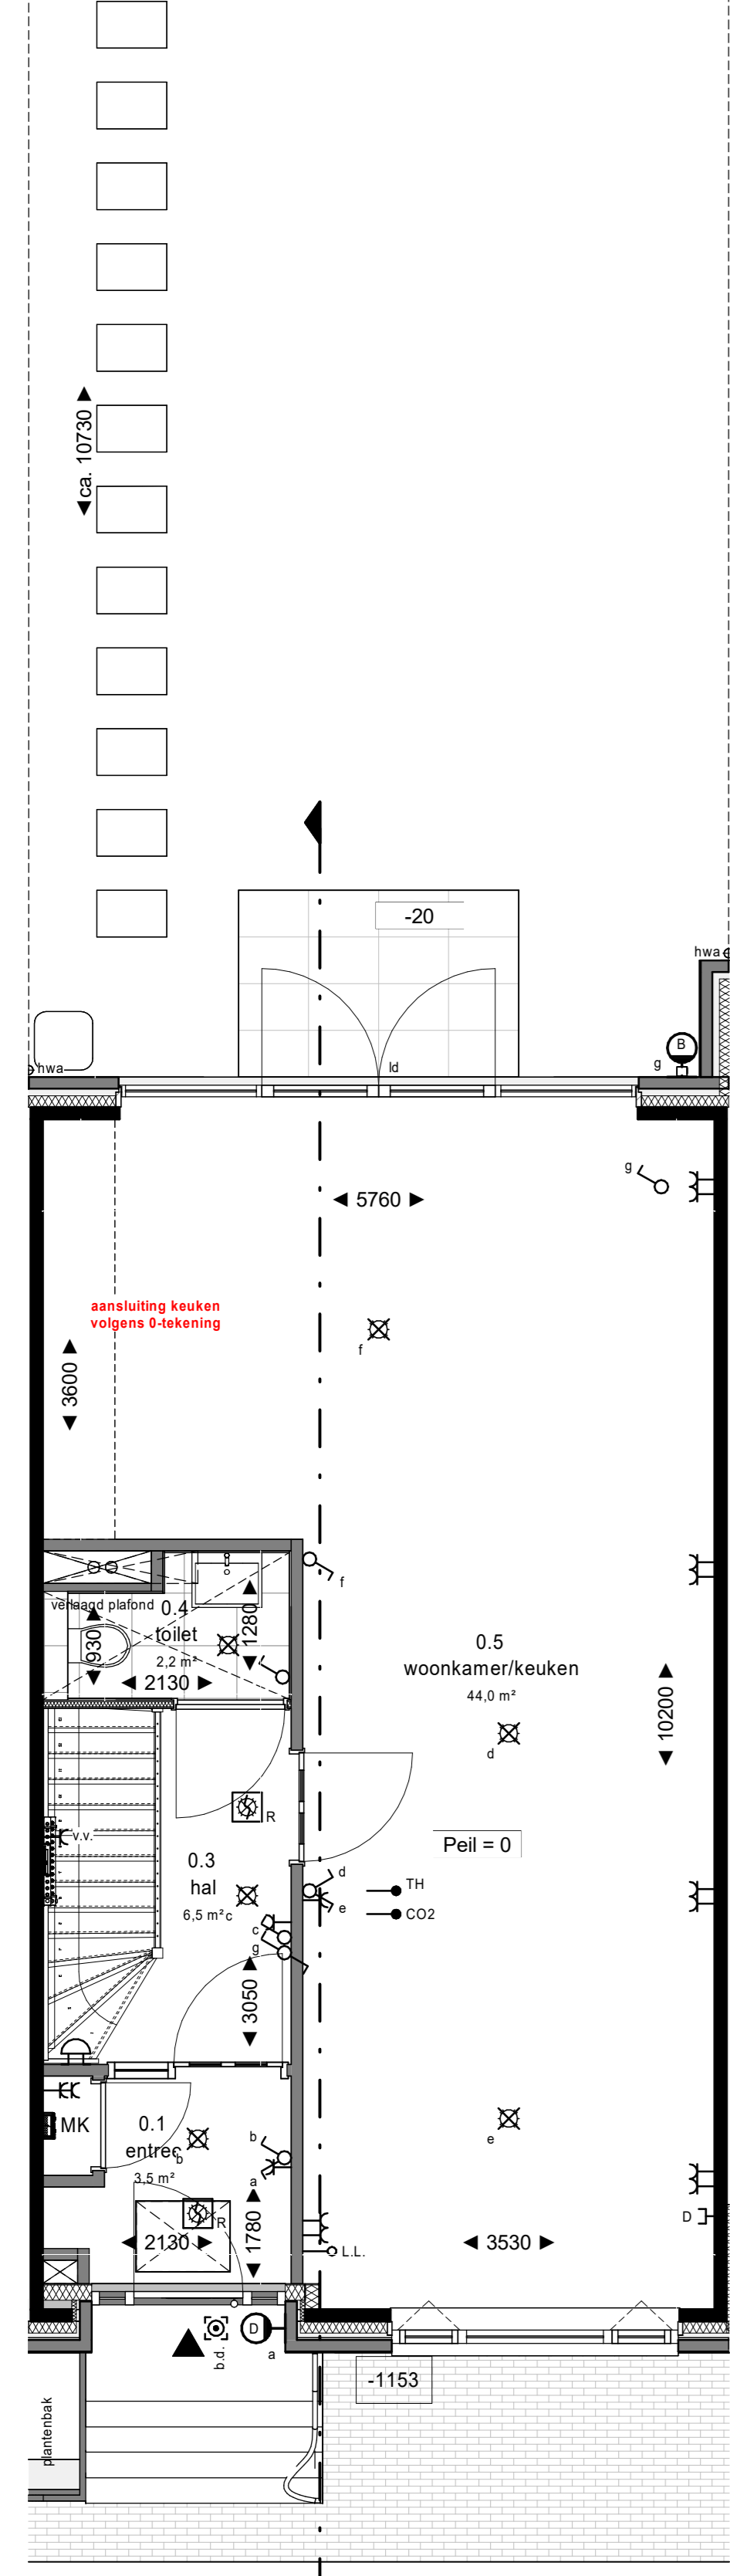 ca. 10730
-20
hwa
B
g
hwa
ld
g
5760
aansluiting keuken
volgens 0-tekening
f
3600
f
verlaagd plafond
0.4
toilet
2,2 m²
930
1280
2130
0.5
woonkamer/keuken
44,0 m²
10200
d
R
v.v.
Peil = 0
0.3
hal
6,5 m²
c
d
e
TH
CO2
c
g
3050
MK
0.1
entree
b
3,5 m²
b
a
e
R
2130
1780
D
3530
L.L.
b.d.
D
a
-1153
plantenbak